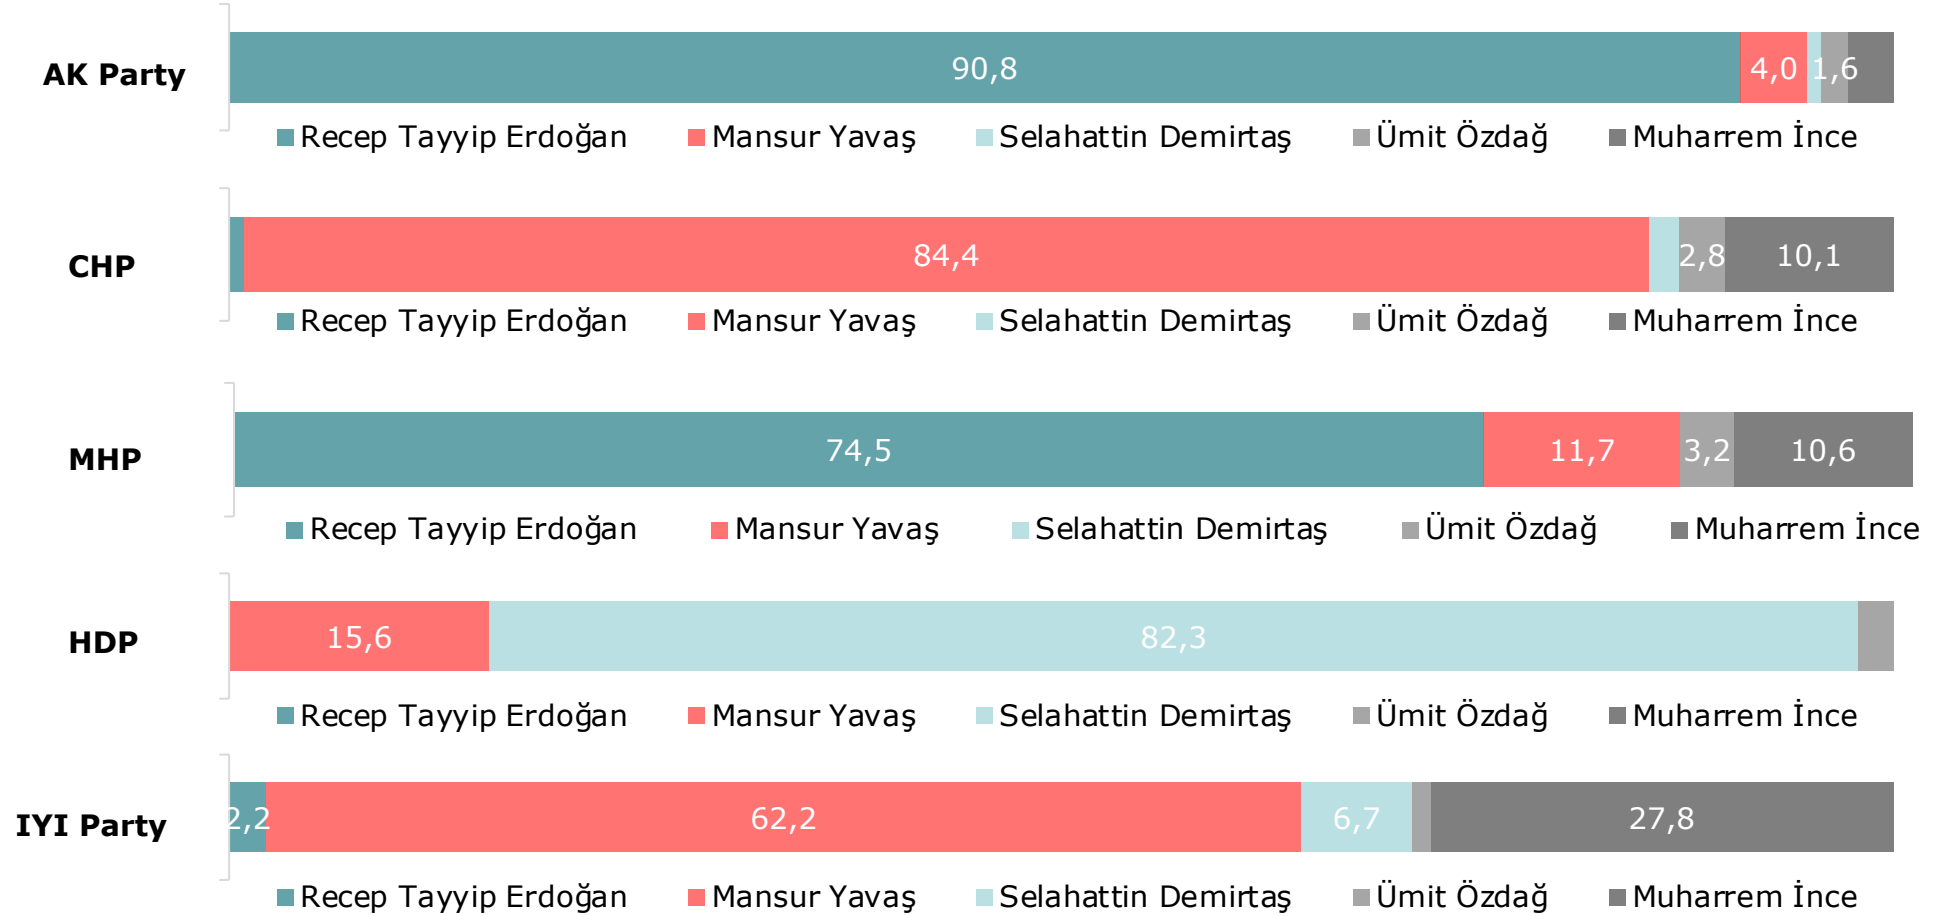 AK Party
90,8 4,0 1,6
Recep Tayyip Erdoğan Mansur Yavaş Selahattin Demirtaş Ümit Özdağ Muharrem İnce
CHP
84,4 2,8 10,1
Recep Tayyip Erdoğan Mansur Yavaş Selahattin Demirtaş Ümit Özdağ Muharrem İnce
MHP
74,5 11,7 3,2 10,6
Recep Tayyip Erdoğan Mansur Yavaş Selahattin Demirtaş Ümit Özdağ Muharrem İnce
HDP
15,6 82,3
Recep Tayyip Erdoğan Mansur Yavaş Selahattin Demirtaş Ümit Özdağ Muharrem İnce
IYI Party
2,2 62,2 6,7 27,8
Recep Tayyip Erdoğan Mansur Yavaş Selahattin Demirtaş Ümit Özdağ Muharrem İnce